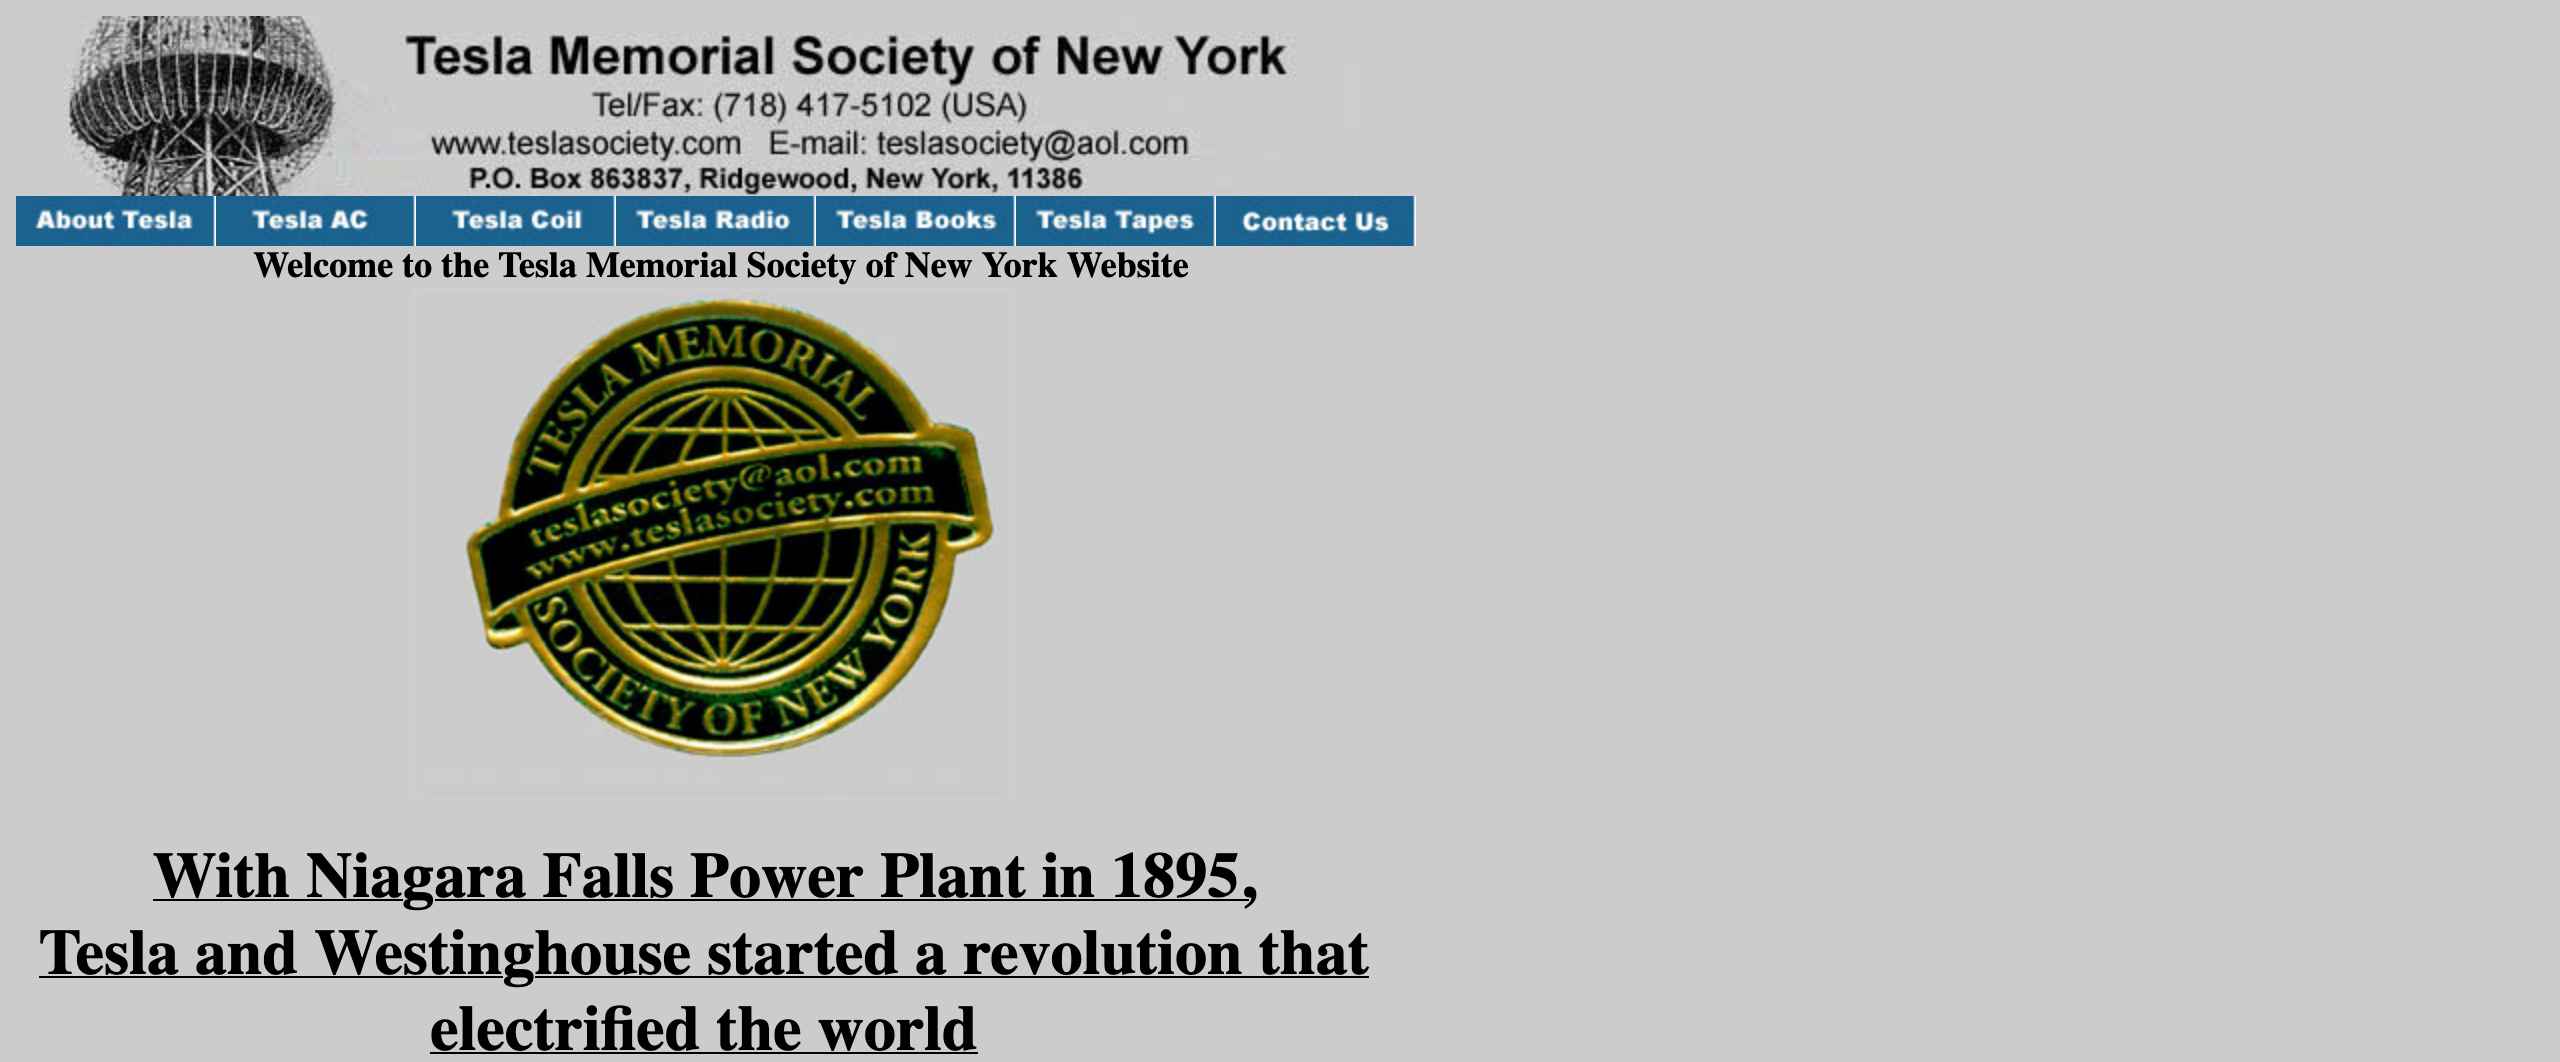 Tesla Memorial Society of New York
Tel/Fax: (718) 417-5102 (USA)
www.teslasociety.com E-mail: teslasociety@aol.com
P.O. Box 863837, Ridgewood, New York, 11386
About Tesla Tesla AC Tesla Coil Tesla Radio Tesla Books Tesla Tapes Contact Us
Welcome to the Tesla Memorial Society of New York Website
TESLA MEMORIAL
teslasociety@aol.com
www.teslasociety.com
SOCIETY OF NEW YORK
With Niagara Falls Power Plant in 1895,
Tesla and Westinghouse started a revolution that
electrified the world